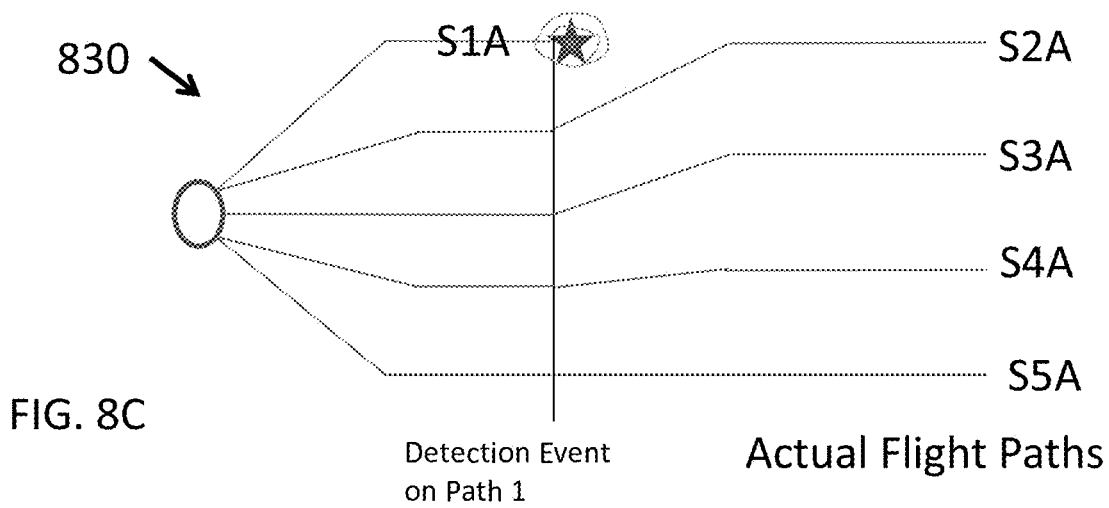 830
S1A
S2A
S3A
S4A
S5A
FIG. 8C
Detection Event
on Path 1
Actual Flight Paths